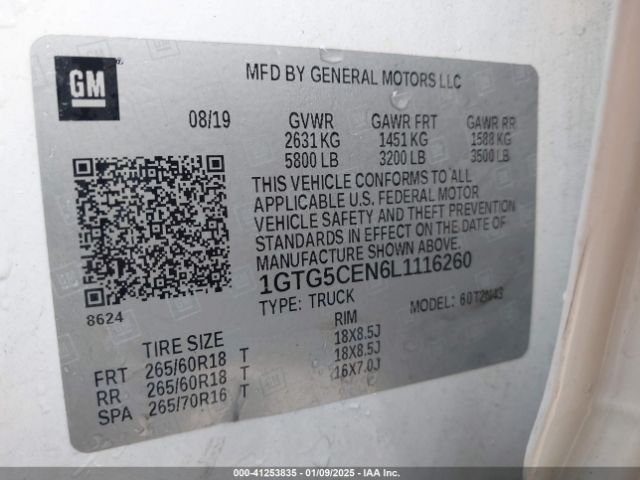 GM
MFD BY GENERAL MOTORS LLC
08/19 GVWR GAWR FRT GAWR RR
2631 KG 1451 KG 1588 KG
5800 LB 3200 LB 3500 LB
THIS VEHICLE CONFORMS TO ALL
APPLICABLE U.S. FEDERAL MOTOR
VEHICLE SAFETY AND THEFT PREVENTION
STANDARDS IN EFFECT ON THE DATE OF
MANUFACTURE SHOWN ABOVE.
1GTG5CEN6L1116260
8624 TYPE: TRUCK MODEL: 60T2N43
TIRE SIZE RIM
FRT 265/60R18 T 18X8.5J
RR 265/60R18 T 18X8.5J
SPA 265/70R16 T 16X7.0J
000-41253835 - 01/09/2025 - IAA Inc.